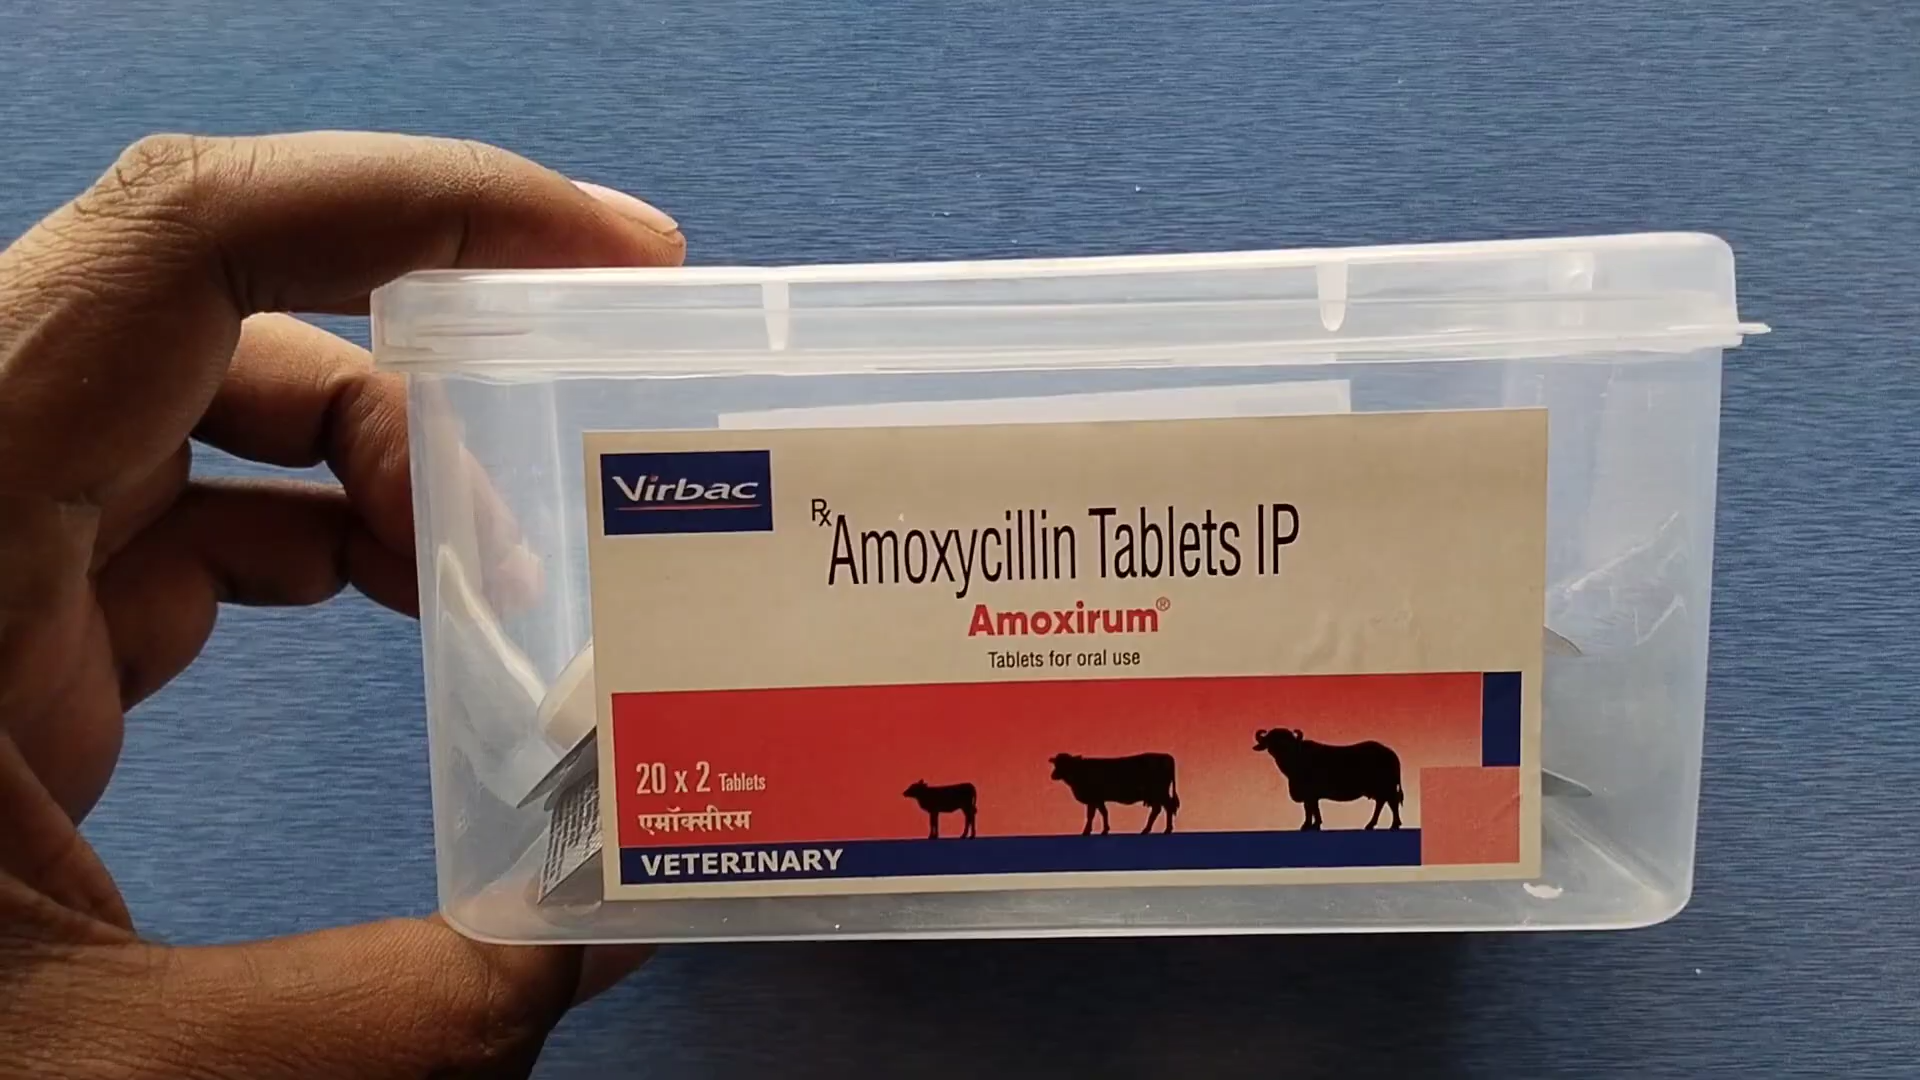 Virbac
Rx Amoxycillin Tablets IP
Amoxirum®
Tablets for oral use
20 x 2 Tablets
एमॉक्सीरम
VETERINARY